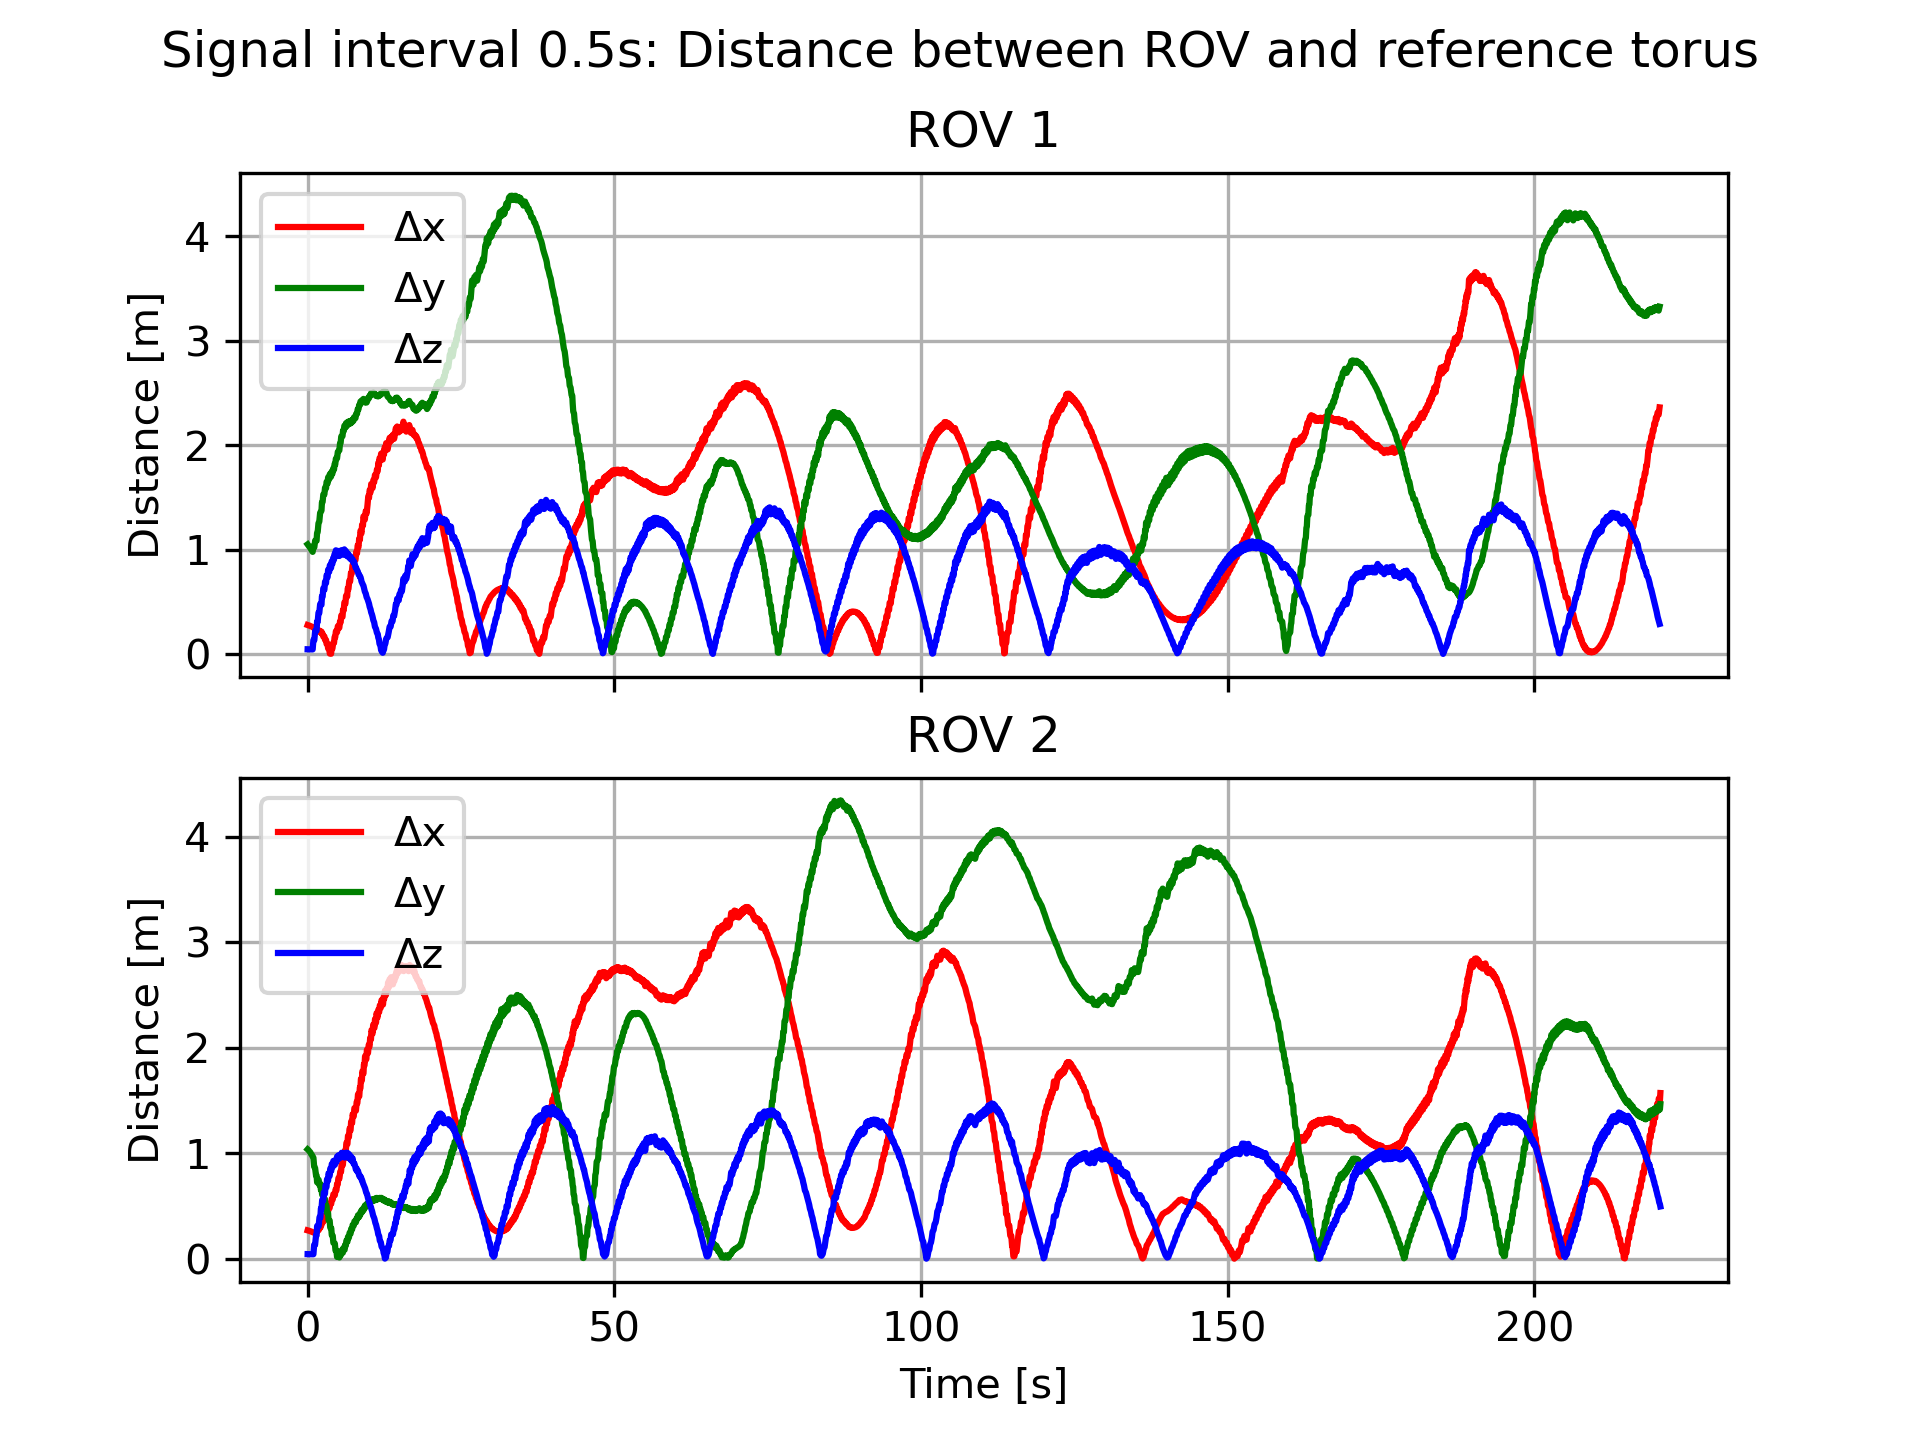 Signal interval 0.5s: Distance between ROV and reference torus
ROV 1
Distance [m]
4
3
2
1
0
Δx
Δy
Δz
ROV 2
Distance [m]
4
3
2
1
0
Δx
Δy
Δz
0 50 100 150 200
Time [s]